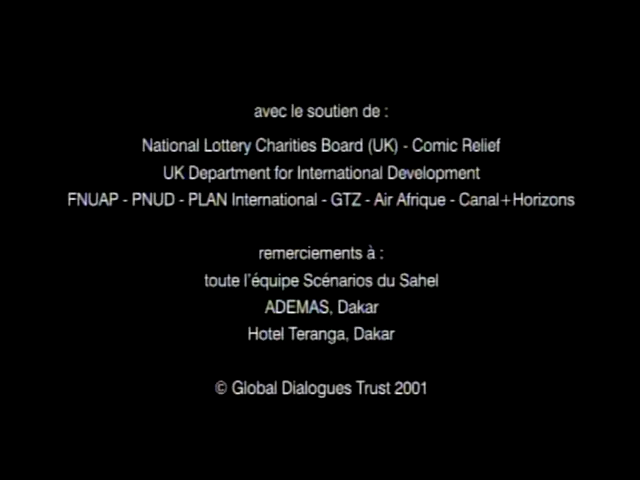 avec le soutien de :
National Lottery Charities Board (UK) - Comic Relief
UK Department for International Development
FNUAP - PNUD - PLAN International - GTZ - Air Afrique - Canal+Horizons
remerciements à :
toute l'équipe Scénarios du Sahel
ADEMAS, Dakar
Hotel Teranga, Dakar
© Global Dialogues Trust 2001